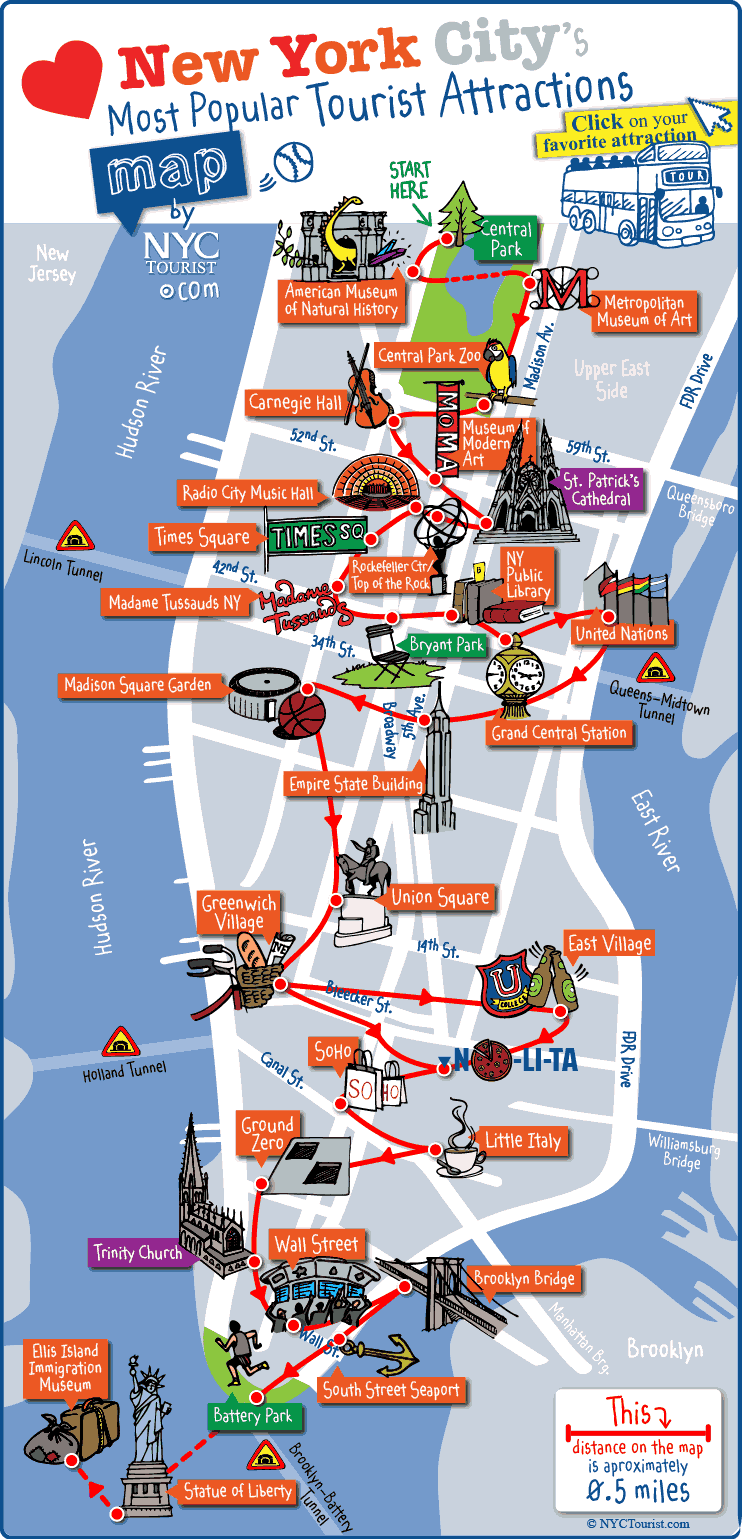 New York City's
Most Popular Tourist Attractions
map
by
NYC
TOURIST
.com
Click on your
favorite attraction
TOUR
START
HERE
New
Jersey
Central
Park
American Museum
of Natural History
M
Metropolitan
Museum of Art
Hudson River
Madison Av.
Upper East
Side
FDR Drive
Central Park Zoo
Carnegie Hall
MOMA
Museum of
Modern
Art
52nd St.
59th St.
St. Patrick's
Cathedral
Radio City Music Hall
Queensboro
Bridge
Times Square
TIMES SQ
Lincoln Tunnel
42nd St.
Rockefeller Ctr/
Top of the Rock
NY
Public
Library
Madame Tussauds NY
Madame
Tussauds
United Nations
34th St.
Bryant Park
Madison Square Garden
Queens-Midtown
Tunnel
5th Ave.
Broadway
Grand Central Station
Empire State Building
East River
Hudson River
Greenwich
Village
Union Square
14th St.
East Village
U
COLLEGE
Bleecker St.
Holland Tunnel
Canal St.
SoHo
SO
HO
NO-LI-TA
FDR Drive
Ground
Zero
Little Italy
Williamsburg
Bridge
Trinity Church
Wall Street
Brooklyn Bridge
Wall St.
Manhattan Brg.
Brooklyn
Ellis Island
Immigration
Museum
South Street Seaport
Battery Park
Brooklyn-Battery
Tunnel
Statue of Liberty
This
distance on the map
is aproximately
0.5 miles
© NYCTourist.com